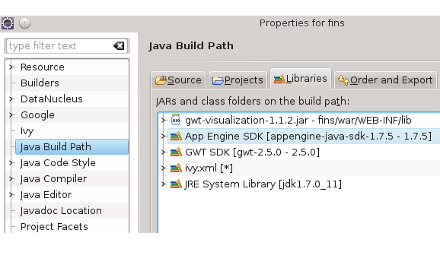 Properties for fins
type filter text
Java Build Path
Resource
Builders
DataNucleus
Google
Ivy
Java Build Path
Java Code Style
Java Compiler
Java Editor
Javadoc Location
Project Facets
Source Projects Libraries Order and Export
JARs and class folders on the build path:
gwt-visualization-1.1.2.jar - fins/war/WEB-INF/lib
App Engine SDK [appengine-java-sdk-1.7.5 - 1.7.5]
GWT SDK [gwt-2.5.0 - 2.5.0]
ivy.xml [*]
JRE System Library [jdk1.7.0_11]